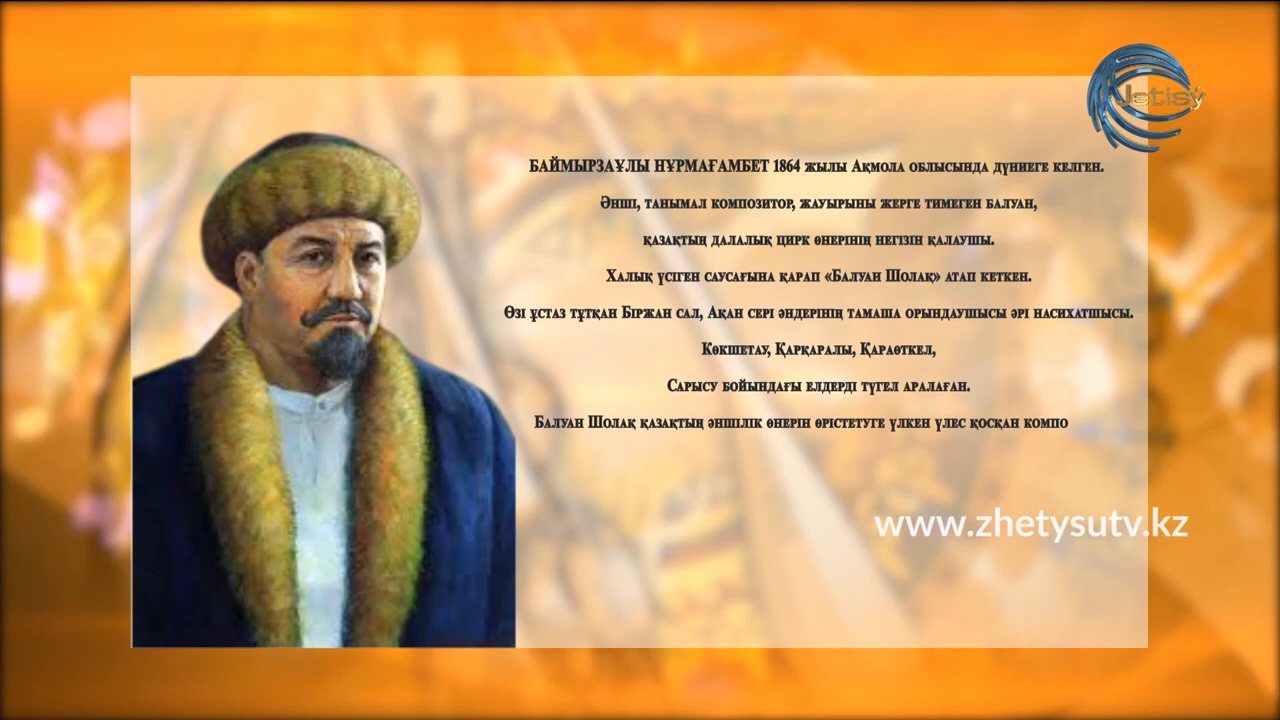 Jetisý
БАЙМЫРЗАҰЛЫ НҰРМАҒАМБЕТ 1864 жылы Ақмола облысында дүниеге келген.
Әнші, танымал композитор, жауырыны жерге тимеген балуан,
қазақтың далалық цирк өнерінің негізін қалаушы.
Халық үсіген саусағына қарап «Балуан Шолақ» атап кеткен.
Өзі ұстаз тұтқан Біржан сал, Ақан сері әндерінің тамаша орындаушысы әрі насихатшысы.
Көкшетау, Қарқаралы, Қараөткел,
Сарысу бойындағы елдерді түгел аралаған.
Балуан Шолақ қазақтың әншілік өнерін өрістетуге үлкен үлес қосқан компо
www.zhetysutv.kz